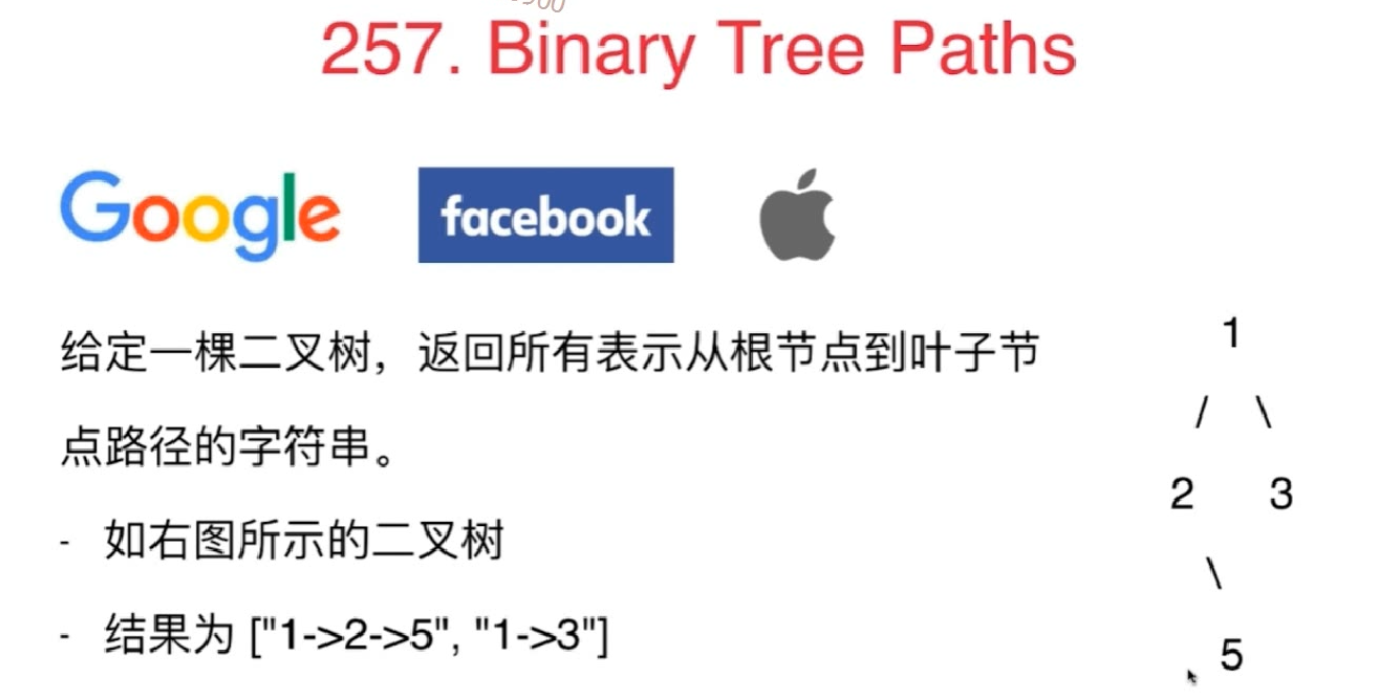 257. Binary Tree Paths
Google facebook
给定一棵二叉树，返回所有表示从根节点到叶子节
点路径的字符串。
- 如右图所示的二叉树
- 结果为 ["1->2->5", "1->3"]
1
/ \
2 3
\
5